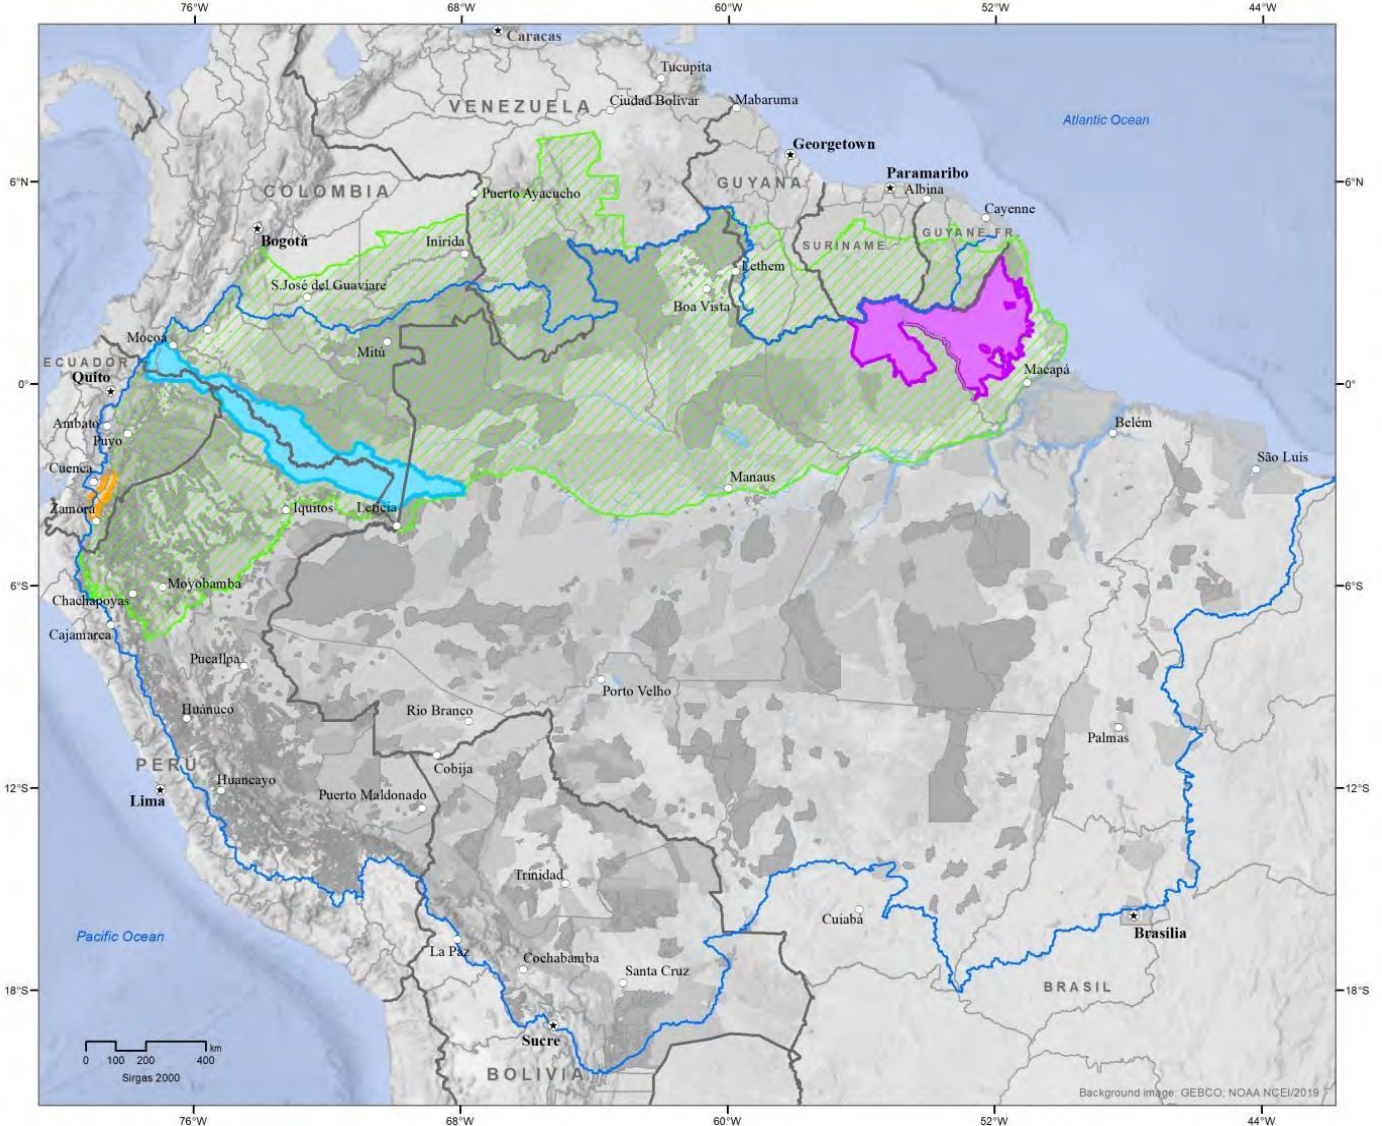 76°W 68°W 60°W 52°W 44°W
Caracas
Tucupita
VENEZUELA
Ciudad Bolívar
Mabaruma
Atlantic Ocean
Georgetown
6°N
COLOMBIA
Puerto Ayacucho
GUYANA
Paramaribo
Albina
6°N
Cayenne
Bogotá
Inirida
SURINAME
GUYANE FR.
Lethem
S.José del Guaviare
Boa Vista
Mocoa
Mitú
ECUADOR
Quito
0°
Macapá
0°
Ambato
Puyo
Belém
Cuenca
São Luis
Manaus
Zamora
Iquitos
Leticia
6°S
Moyobamba
6°S
Chachapoyas
Cajamarca
Pucallpa
Porto Velho
Huánuco
Rio Branco
Palmas
PERÚ
Cobija
Huancayo
12°S
Lima
Puerto Maldonado
12°S
Trinidad
Cuiabá
Brasília
Pacific Ocean
La Paz
Cochabamba
Santa Cruz
18°S
BRASIL
18°S
Sucre
km
0 100 200 400
Sirgas 2000
BOLIVIA
Background image: GEBCO; NOAA NCEI/2019
76°W 68°W 60°W 52°W 44°W